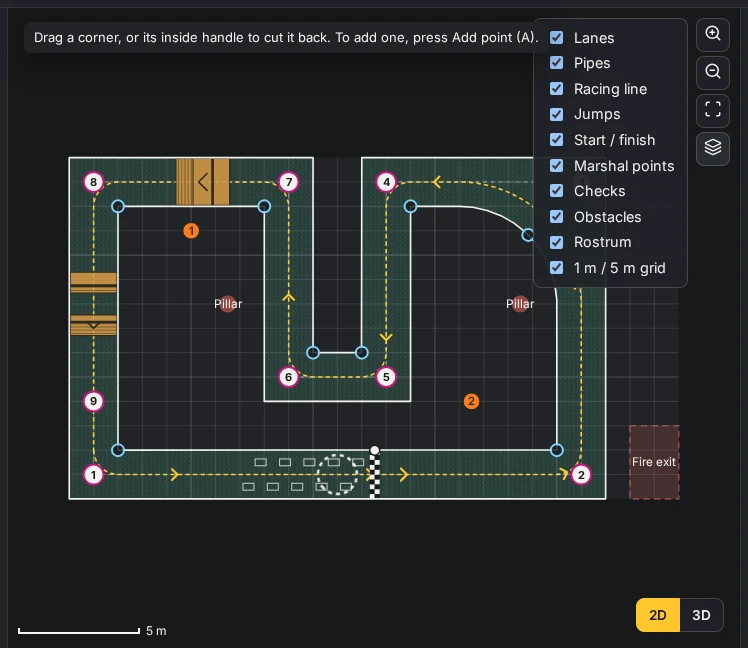 Drag a corner, or its inside handle to cut it back. To add one, press Add point (A).
Lanes
Pipes
Racing line
Jumps
Start / finish
Marshal points
Checks
Obstacles
Rostrum
1 m / 5 m grid
8
7
4
1
Pillar
Pillar
6
5
9
2
1
2
Fire exit
2D
3D
5 m